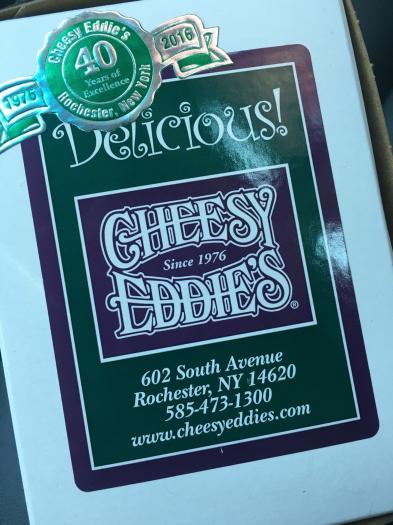 Cheesy Eddie's
40
Years of
Excellence
1976
2016
Rochester, New York
Delicious!
CHEESY
Since 1976
EDDIE'S®
602 South Avenue
Rochester, NY 14620
585-473-1300
www.cheesyeddies.com